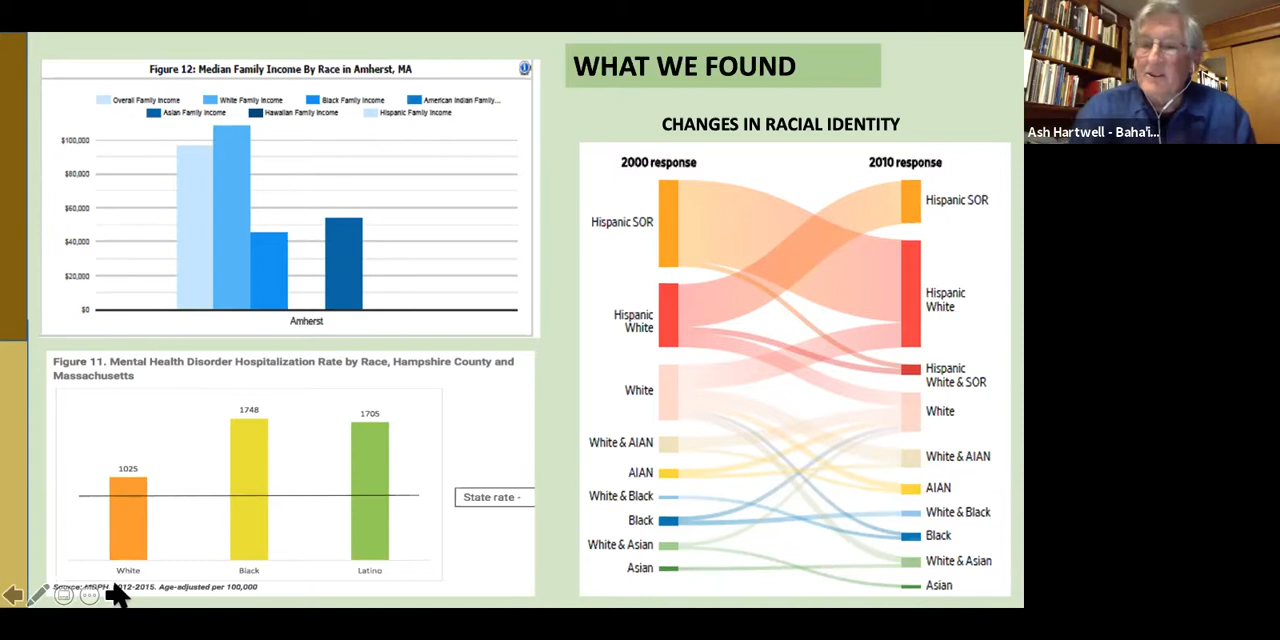 Figure 12: Median Family Income By Race in Amherst, MA
Overall Family Income White Family Income Black Family Income American Indian Family...
Asian Family Income Hawaiian Family Income Hispanic Family Income
$100,000
$80,000
$60,000
$40,000
$20,000
$0
Amherst
Figure 11. Mental Health Disorder Hospitalization Rate by Race, Hampshire County and
Massachusetts
1025
1748
1705
State rate -
White Black Latino
2012-2015. Age-adjusted per 100,000
WHAT WE FOUND
CHANGES IN RACIAL IDENTITY
2000 response 2010 response
Hispanic SOR
Hispanic
White
White
White & AIAN
AIAN
White & Black
Black
White & Asian
Asian
Hispanic SOR
Hispanic
White
Hispanic
White & SOR
White
White & AIAN
AIAN
White & Black
Black
White & Asian
Asian
Ash Hartwell - Baha'i...